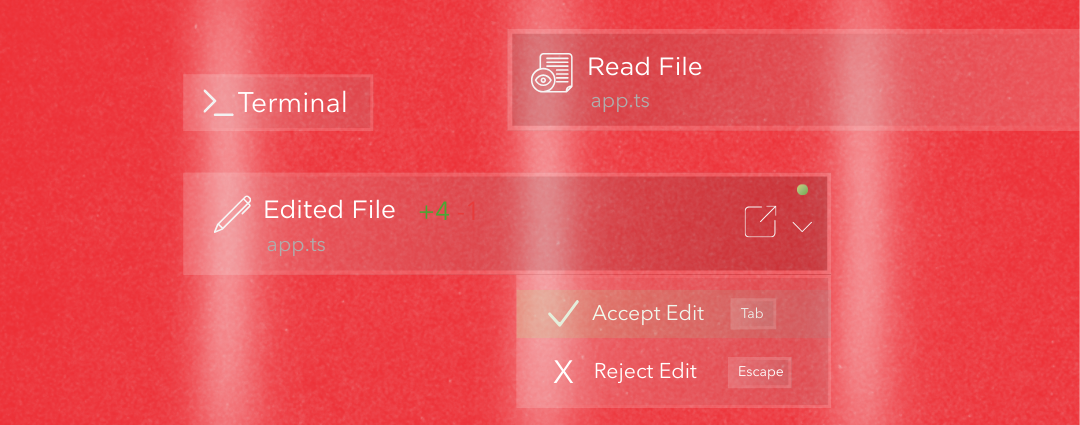 Read File
app.ts
>_Terminal
Edited File +4 -1
app.ts
Accept Edit Tab
X Reject Edit Escape